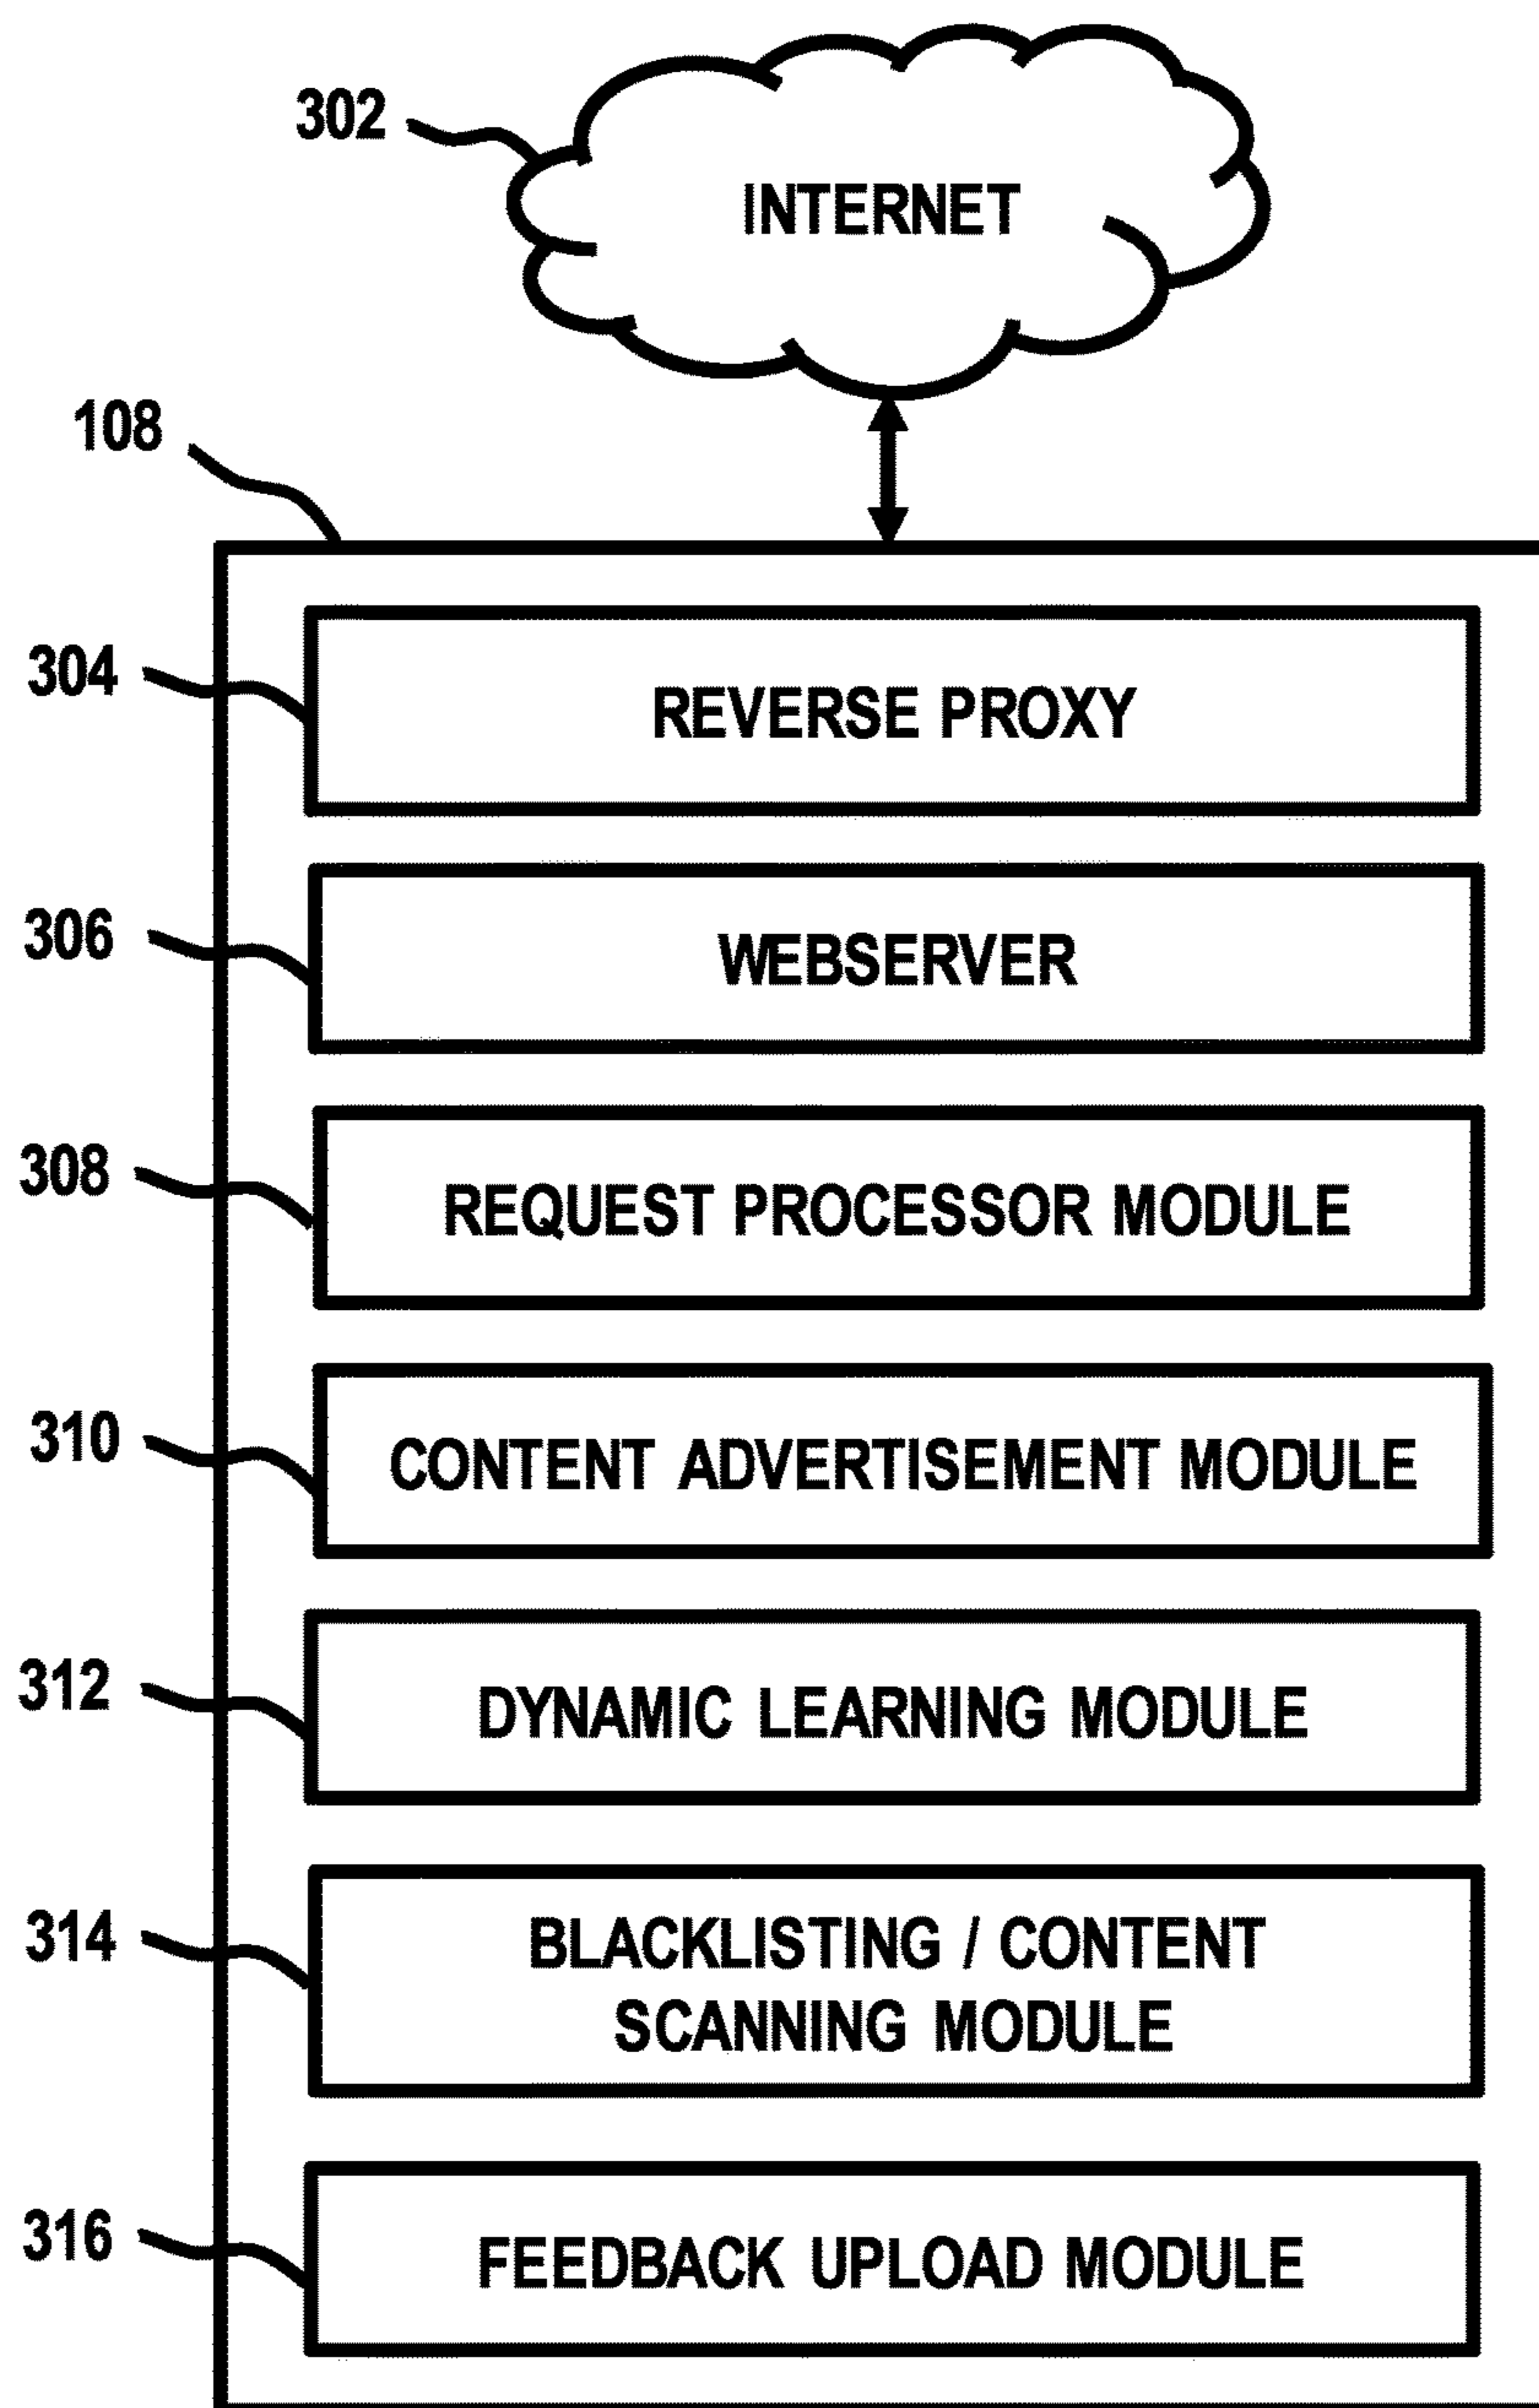 302
INTERNET
108
304
REVERSE PROXY
306
WEBSERVER
308
REQUEST PROCESSOR MODULE
310
CONTENT ADVERTISEMENT MODULE
312
DYNAMIC LEARNING MODULE
314
BLACKLISTING / CONTENT
SCANNING MODULE
316
FEEDBACK UPLOAD MODULE